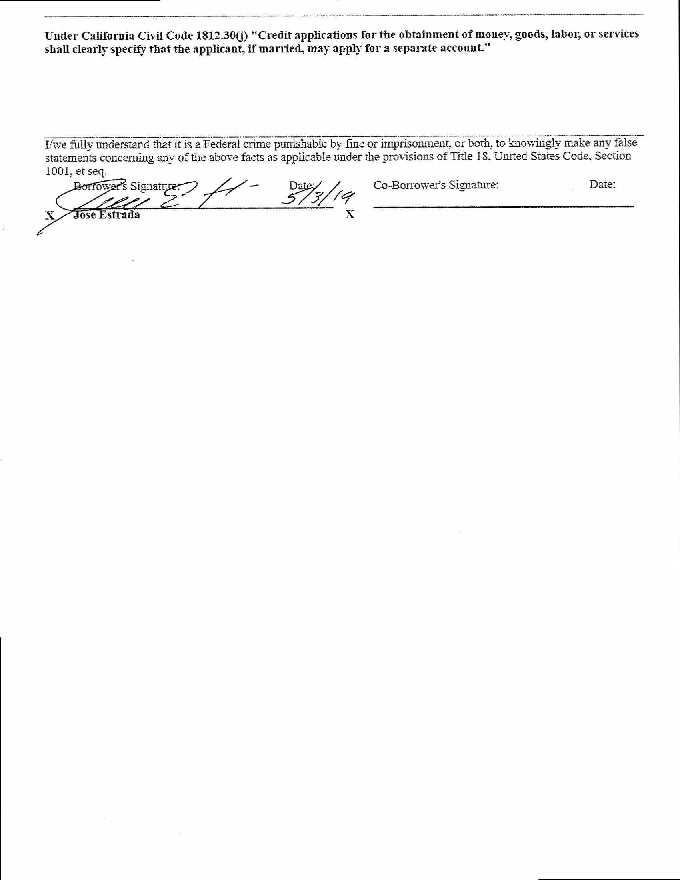 Under California Civil Code 1812.30(j) "Credit applications for the obtainment of money, goods, labor, or services
shall clearly specify that the applicant, if married, may apply for a separate account."
I/we fully understand that it is a Federal crime punishable by fine or imprisonment, or both, to knowingly make any false
statements concerning any of the above facts as applicable under the provisions of Title 18, United States Code, Section
1001, et seq.
Borrower's Signature: Date: Co-Borrower's Signature: Date:
5/3/19
X Jose Estrada X